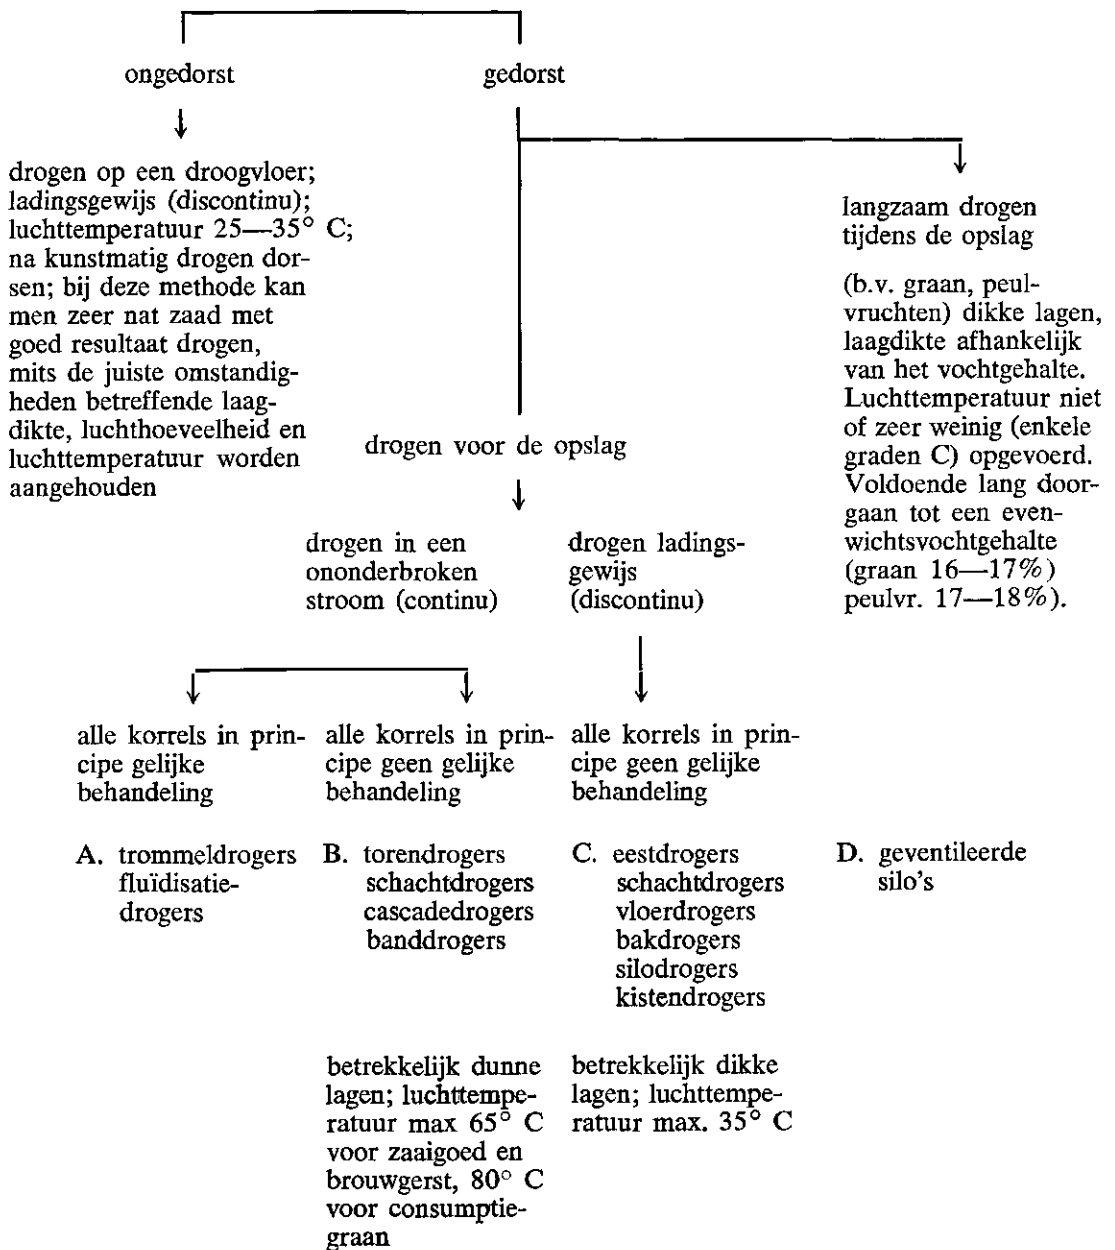 ongedorst
gedorst
drogen op een droogvloer;
ladingsgewijs (discontinu);
luchttemperatuur 25—35° C;
na kunstmatig drogen dor-
sen; bij deze methode kan
men zeer nat zaad met
goed resultaat drogen,
mits de juiste omstandig-
heden betreffende laag-
dikte, luchthoeveelheid en
luchttemperatuur worden
aangehouden
langzaam drogen
tijdens de opslag
(b.v. graan, peul-
vruchten) dikke lagen,
laagdikte afhankelijk
van het vochtgehalte.
Luchttemperatuur niet
of zeer weinig (enkele
graden C) opgevoerd.
Voldoende lang door-
gaan tot een even-
wichtsvochtgehalte
(graan 16—17%)
peulvr. 17—18%).
drogen voor de opslag
drogen in een
ononderbroken
stroom (continu)
drogen ladings-
gewijs
(discontinu)
alle korrels in prin-
cipe gelijke
behandeling
alle korrels in prin-
cipe geen gelijke
behandeling
alle korrels in prin-
cipe geen gelijke
behandeling
A. trommeldrogers
fluïdisatie-
drogers
B. torendrogers
schachtdrogers
cascadedrogers
banddrogers
C. eestdrogers
schachtdrogers
vloerdrogers
bakdrogers
silodrogers
kistendrogers
D. geventileerde
silo's
betrekkelijk dunne
lagen; luchttempe-
ratuur max 65° C
voor zaaigoed en
brouwgerst, 80° C
voor consumptie-
graan
betrekkelijk dikke
lagen; luchttempe-
ratuur max. 35° C